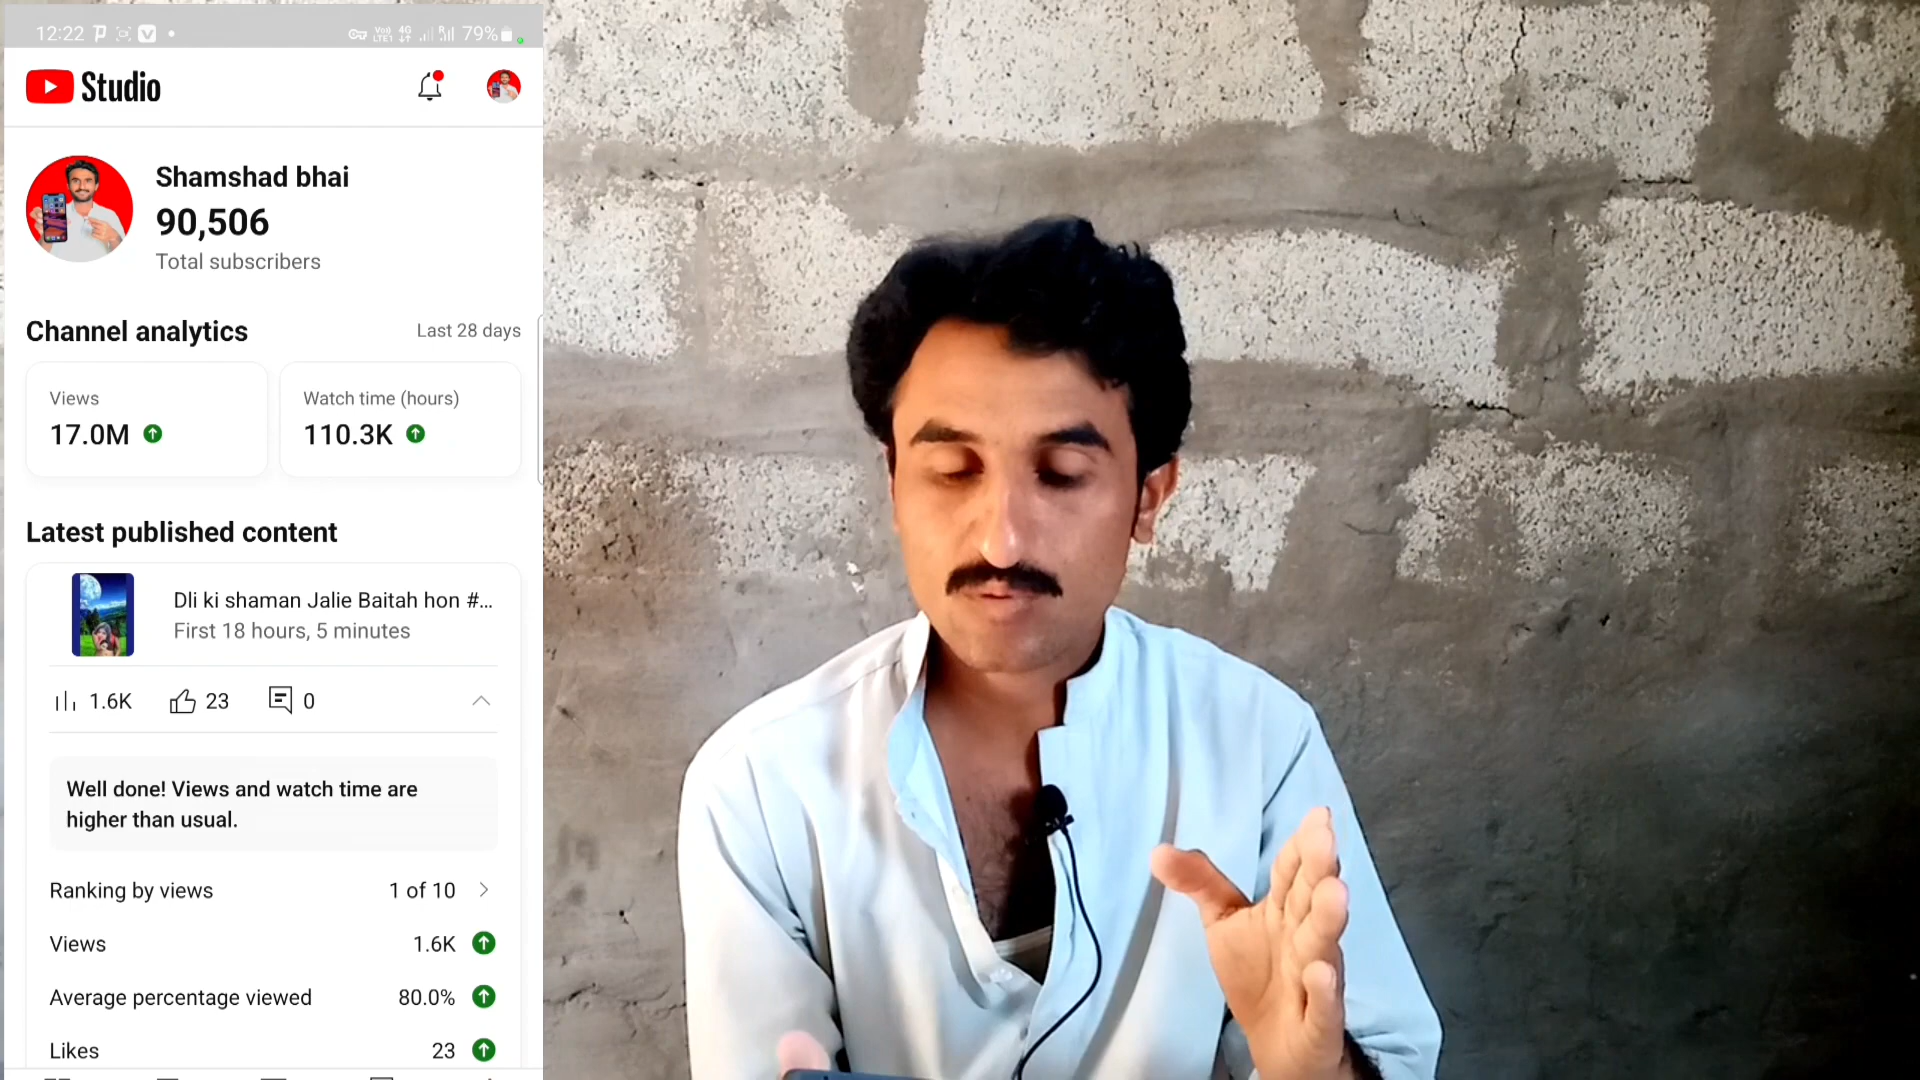 12:22
Vo) LTE1 4G R 79%
Studio
Shamshad bhai
90,506
Total subscribers
Channel analytics
Last 28 days
Views
17.0M
Watch time (hours)
110.3K
Latest published content
Dli ki shaman Jalie Baitah hon #...
First 18 hours, 5 minutes
1.6K
23
0
Well done! Views and watch time are
higher than usual.
Ranking by views
1 of 10
Views
1.6K
Average percentage viewed
80.0%
Likes
23